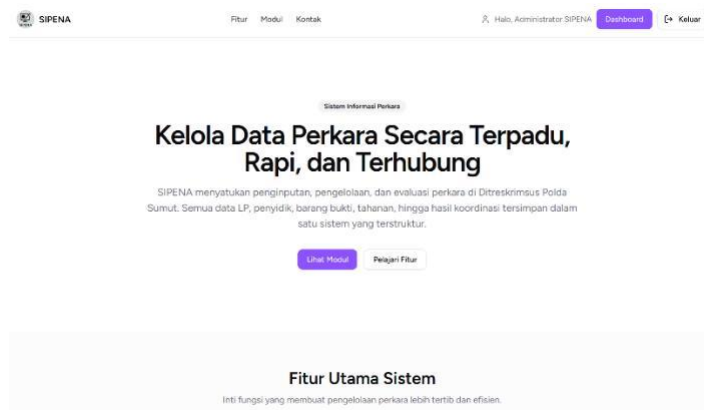 SIPENA
Fitur Modul Kontak
Halo, Administrator SIPENA
Dashboard
Keluar
Sistem Informasi Perkara
Kelola Data Perkara Secara Terpadu,
Rapi, dan Terhubung
SIPENA menyatukan penginputan, pengelolaan, dan evaluasi perkara di Ditreskrimsus Polda
Sumut. Semua data LP, penyidik, barang bukti, tahanan, hingga hasil koordinasi tersimpan dalam
satu sistem yang terstruktur.
Lihat Modul
Pelajari Fitur
Fitur Utama Sistem
Inti fungsi yang membuat pengelolaan perkara lebih tertib dan efisien.